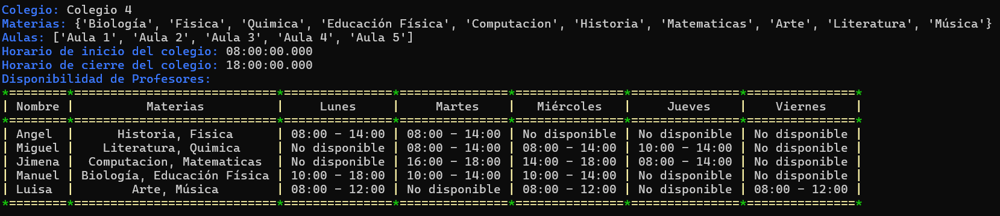 Colegio: Colegio 4
Materias: {'Biología', 'Fisica', 'Quimica', 'Educación Física', 'Computacion', 'Historia', 'Matematicas', 'Arte', 'Literatura', 'Música'}
Aulas: ['Aula 1', 'Aula 2', 'Aula 3', 'Aula 4', 'Aula 5']
Horario de inicio del colegio: 08:00:00.000
Horario de cierre del colegio: 18:00:00.000
Disponibilidad de Profesores:
*========*============================*===============*===============*===============*===============*===============*
| Nombre |         Materias          |     Lunes     |    Martes     |   Miércoles   |    Jueves     |    Viernes    |
*========*============================*===============*===============*===============*===============*===============*
| Angel  |      Historia, Fisica      | 08:00 - 14:00 | 08:00 - 14:00 | No disponible | No disponible | No disponible |
| Miguel |    Literatura, Quimica     | No disponible | 08:00 - 14:00 | 08:00 - 14:00 | 10:00 - 14:00 | No disponible |
| Jimena |  Computacion, Matematicas  | No disponible | 16:00 - 18:00 | 14:00 - 18:00 | 08:00 - 14:00 | No disponible |
| Manuel | Biología, Educación Física | 10:00 - 18:00 | 10:00 - 14:00 | 10:00 - 14:00 | No disponible | No disponible |
| Luisa  |        Arte, Música        | 08:00 - 12:00 | No disponible | 08:00 - 12:00 | No disponible | 08:00 - 12:00 |
*========*============================*===============*===============*===============*===============*===============*